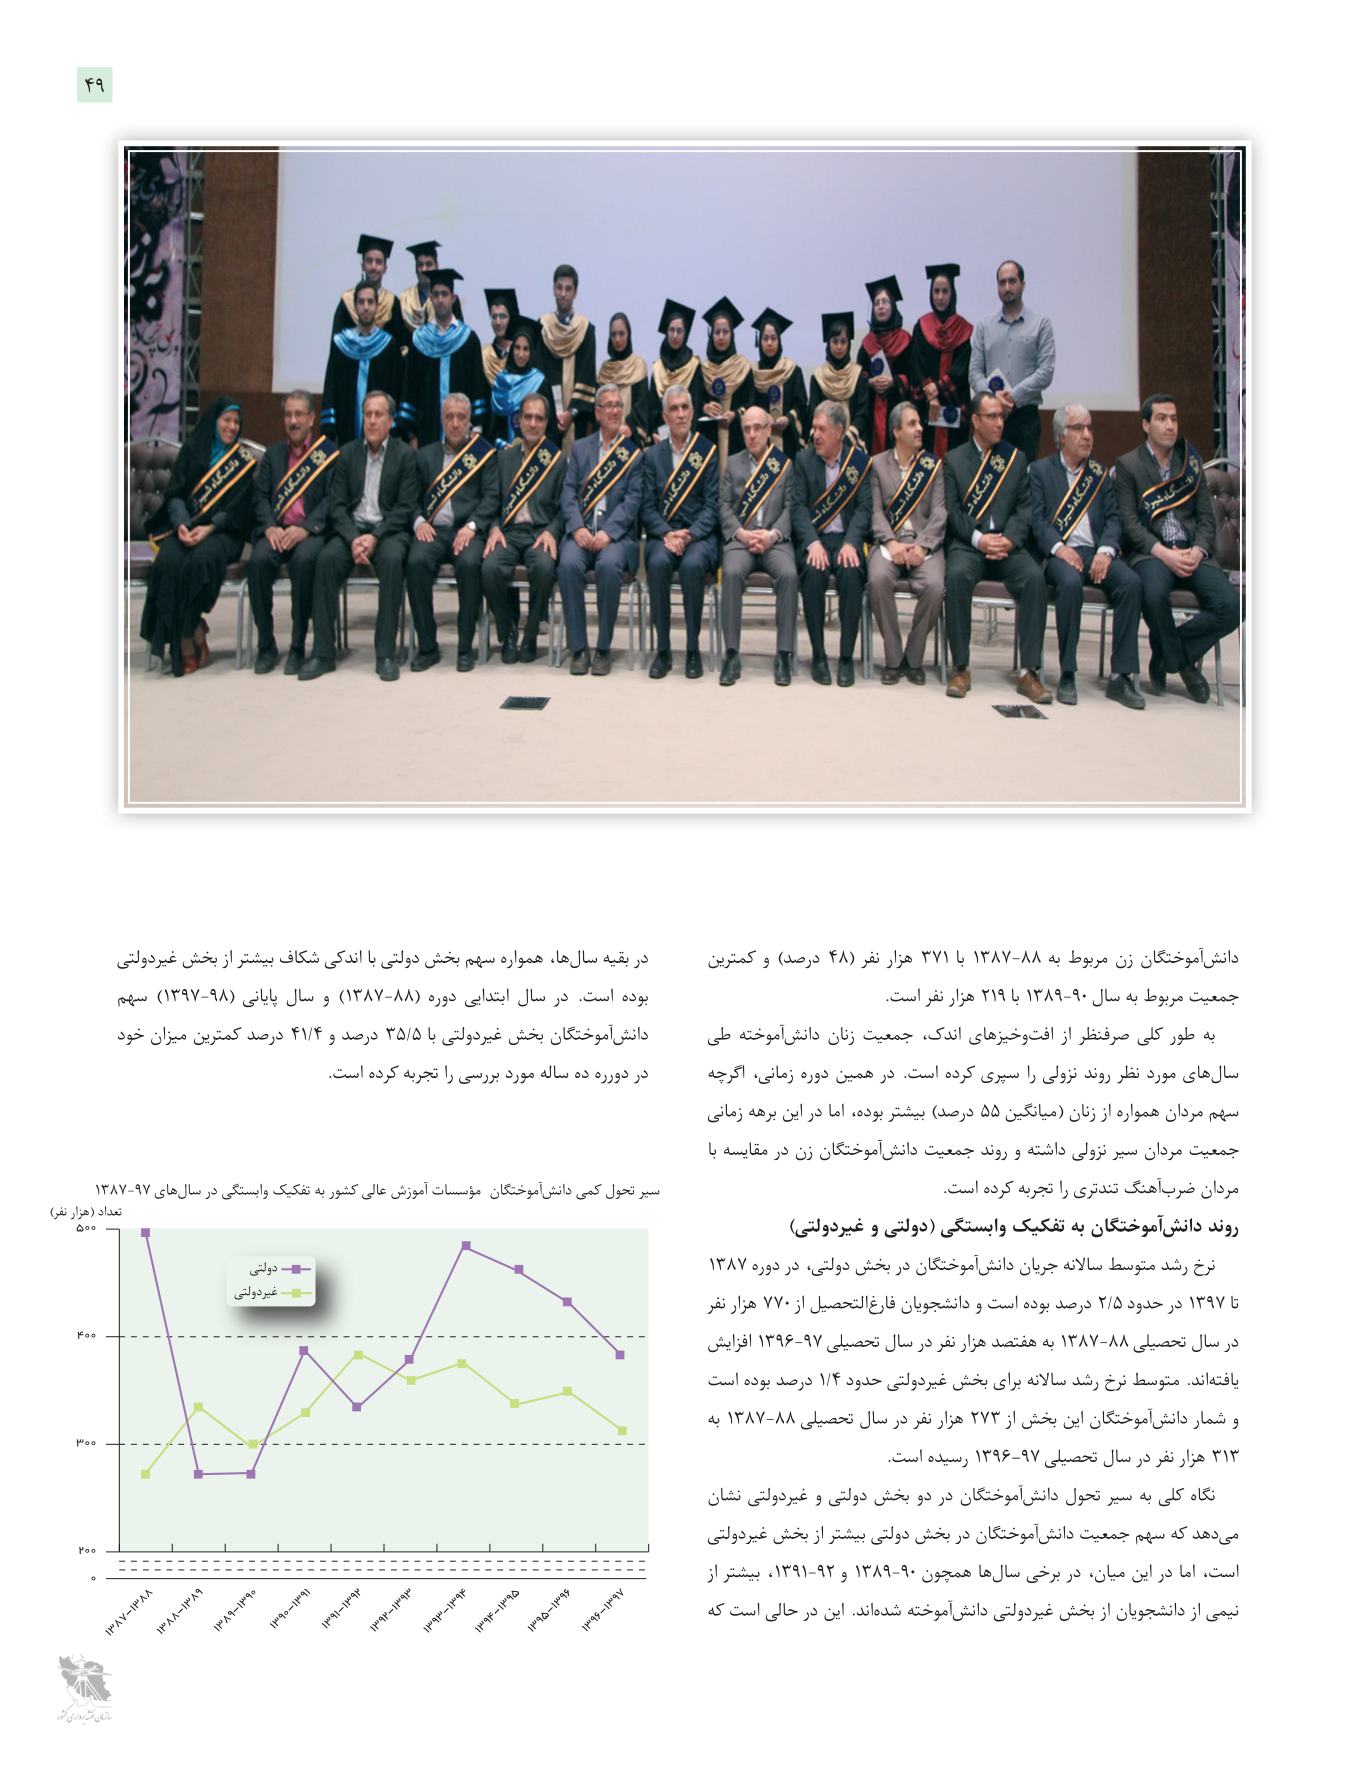 ۴۹
دانشگاه شیراز
دانش‌آموختگان زن مربوط به ۸۸-۱۳۸۷ با ۳۷۱ هزار نفر (۴۸ درصد) و کمترین
جمعیت مربوط به سال ۹۰-۱۳۸۹ با ۲۱۹ هزار نفر است.
به طور کلی صرفنظر از افت‌وخیزهای اندک، جمعیت زنان دانش‌آموخته طی
سال‌های مورد نظر روند نزولی را سپری کرده است. در همین دوره زمانی، اگرچه
سهم مردان همواره از زنان (میانگین ۵۵ درصد) بیشتر بوده، اما در این برهه زمانی
جمعیت مردان سیر نزولی داشته و روند جمعیت دانش‌آموختگان زن در مقایسه با
مردان ضرب‌آهنگ تندتری را تجربه کرده است.
روند دانش‌آموختگان به تفکیک وابستگی (دولتی و غیردولتی)
نرخ رشد متوسط سالانه جریان دانش‌آموختگان در بخش دولتی، در دوره ۱۳۸۷
تا ۱۳۹۷ در حدود ۲/۵ درصد بوده است و دانشجویان فارغ‌التحصیل از ۷۷۰ هزار نفر
در سال تحصیلی ۸۸-۱۳۸۷ به هفتصد هزار نفر در سال تحصیلی ۹۷-۱۳۹۶ افزایش
یافته‌اند. متوسط نرخ رشد سالانه برای بخش غیردولتی حدود ۱/۴ درصد بوده است
و شمار دانش‌آموختگان این بخش از ۲۷۳ هزار نفر در سال تحصیلی ۸۸-۱۳۸۷ به
۳۱۳ هزار نفر در سال تحصیلی ۹۷-۱۳۹۶ رسیده است.
نگاه کلی به سیر تحول دانش‌آموختگان در دو بخش دولتی و غیردولتی نشان
می‌دهد که سهم جمعیت دانش‌آموختگان در بخش دولتی بیشتر از بخش غیردولتی
است، اما در این میان، در برخی سال‌ها همچون ۹۰-۱۳۸۹ و ۹۲-۱۳۹۱، بیشتر از
نیمی از دانشجویان از بخش غیردولتی دانش‌آموخته شده‌اند. این در حالی است که
در بقیه سال‌ها، همواره سهم بخش دولتی با اندکی شکاف بیشتر از بخش غیردولتی
بوده است. در سال ابتدایی دوره (۸۸-۱۳۸۷) و سال پایانی (۹۸-۱۳۹۷) سهم
دانش‌آموختگان بخش غیردولتی با ۳۵/۵ درصد و ۴۱/۴ درصد کمترین میزان خود
در دورره ده ساله مورد بررسی را تجربه کرده است.
سیر تحول کمی دانش‌آموختگان مؤسسات آموزش عالی کشور به تفکیک وابستگی در سال‌های ۹۷-۱۳۸۷
تعداد (هزار نفر)
۵۰۰
۴۰۰
۳۰۰
۲۰۰
۰
دولتی
غیردولتی
۱۳۸۷-۱۳۸۸
۱۳۸۸-۱۳۸۹
۱۳۸۹-۱۳۹۰
۱۳۹۰-۱۳۹۱
۱۳۹۱-۱۳۹۲
۱۳۹۲-۱۳۹۳
۱۳۹۳-۱۳۹۴
۱۳۹۴-۱۳۹۵
۱۳۹۵-۱۳۹۶
۱۳۹۶-۱۳۹۷
سازمان نقشه برداری کشور